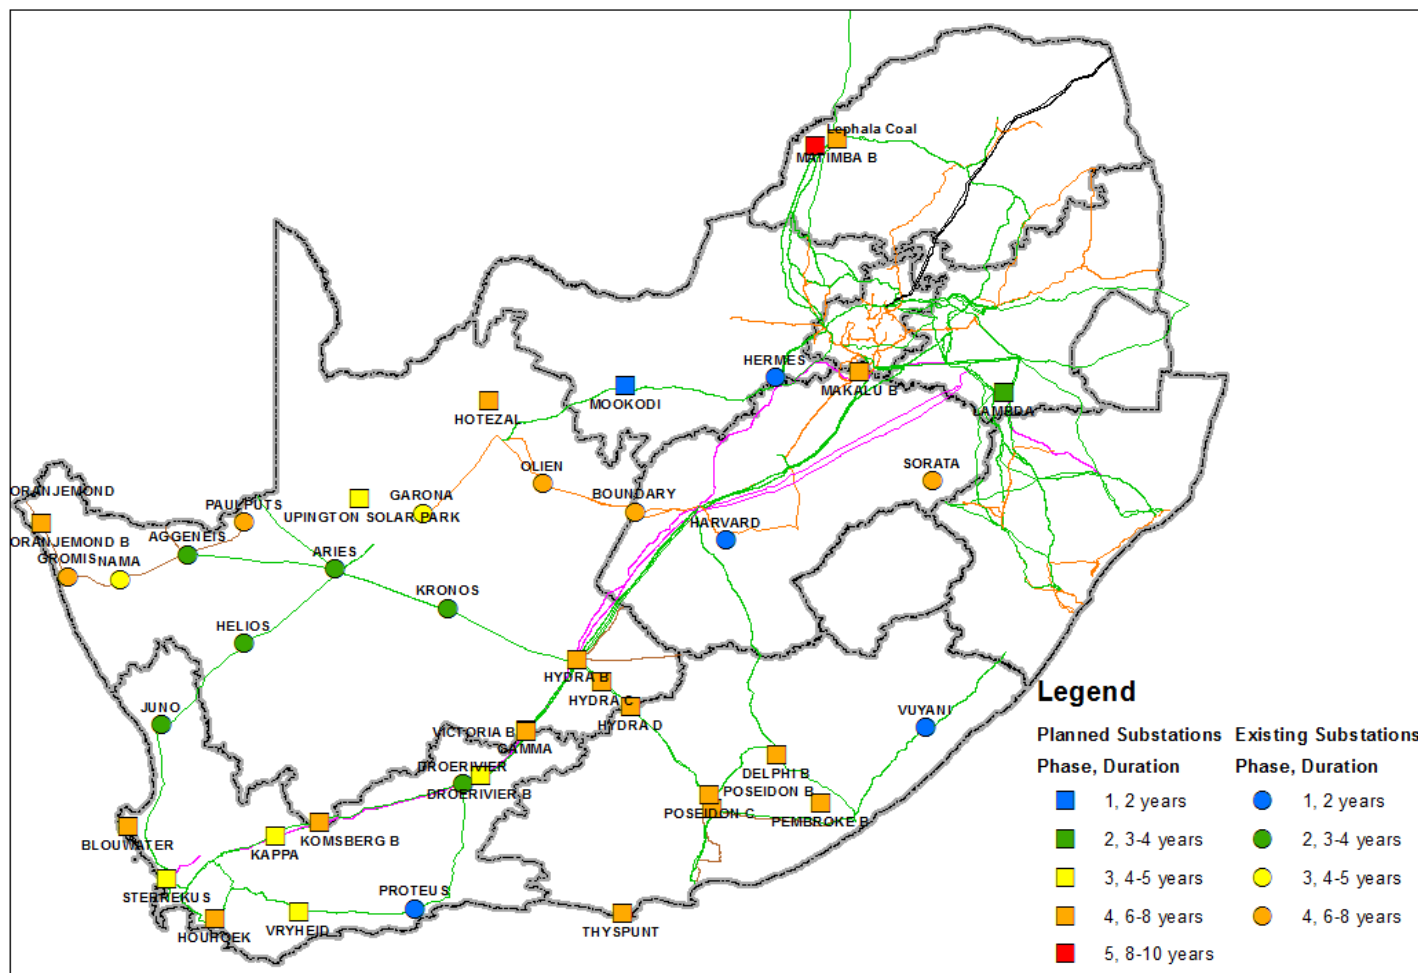 Lephala Coal
MATIMBA B
HERMES
MOOKODI
MAKALU B
LAMBDA
HOTEZAL
OLIEN
SORATA
ORANJEMOND
GARONA
BOUNDARY
PAULPUTS
UPINGTON SOLAR PARK
HARVARD
AGGENEIS
ORANJEMOND B
GROMIS
NAMA
ARIES
KRONOS
HELIOS
HYDRA B
HYDRA C
JUNO
HYDRA D
VUYANI
VICTORIA B
GAMMA
DROERIVIER
DELPHI B
DROERIVIER B
POSEIDON B
POSEIDON C
PEMBROKE B
BLOUWATER
KOMSBERG B
KAPPA
STERREKUS
PROTEUS
HOUHOEK
VRYHEID
THYSPUNT
Legend
Planned Substations
Phase, Duration
1, 2 years
2, 3-4 years
3, 4-5 years
4, 6-8 years
5, 8-10 years
Existing Substations
Phase, Duration
1, 2 years
2, 3-4 years
3, 4-5 years
4, 6-8 years